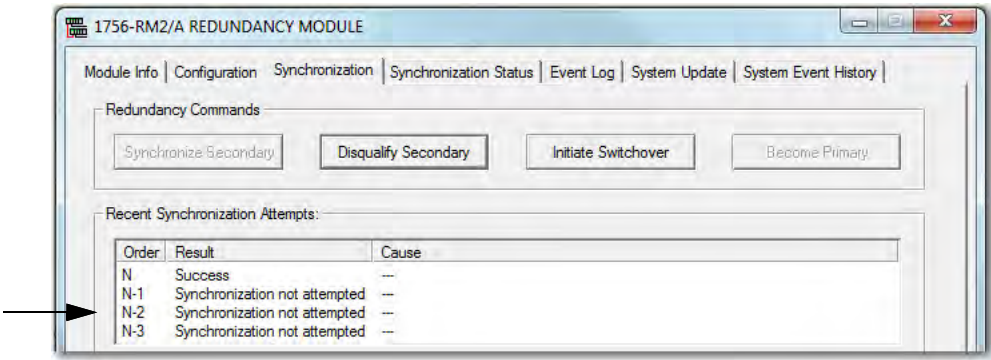 1756-RM2/A REDUNDANCY MODULE
Module Info Configuration Synchronization Synchronization Status Event Log System Update System Event History
Redundancy Commands
Synchronize Secondary Disqualify Secondary Initiate Switchover Become Primary
Recent Synchronization Attempts:
Order Result Cause
N Success ---
N-1 Synchronization not attempted ---
N-2 Synchronization not attempted ---
N-3 Synchronization not attempted ---